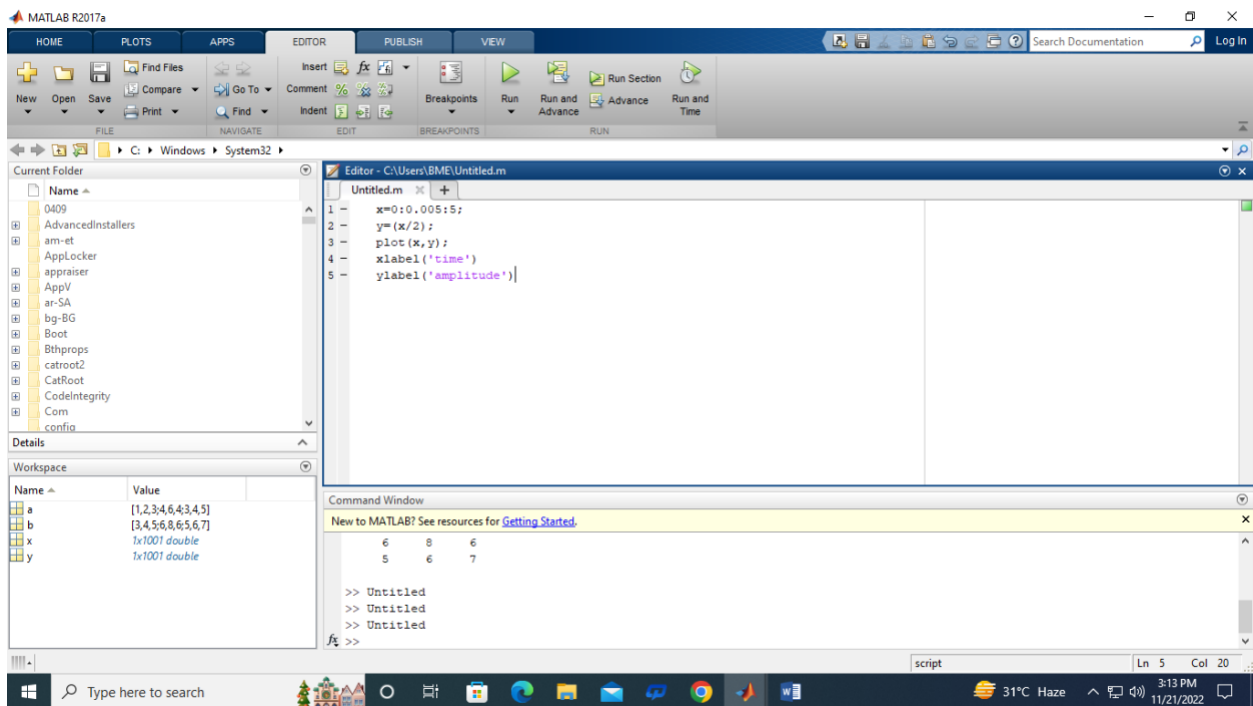 MATLAB R2017a
HOME PLOTS APPS EDITOR PUBLISH VIEW Search Documentation Log In
New Open Save Find Files Compare Print Go To Find Insert fx Comment Indent Breakpoints Run Run and Advance Run Section Advance Run and Time
FILE NAVIGATE EDIT BREAKPOINTS RUN
C: Windows System32
Current Folder
Name
0409
AdvancedInstallers
am-et
AppLocker
appraiser
AppV
ar-SA
bg-BG
Boot
Bthprops
catroot2
CatRoot
CodeIntegrity
Com
config
Details
Workspace
Name Value
a [1,2,3;4,6,4;3,4,5]
b [3,4,5;6,8,6;5,6,7]
x 1x1001 double
y 1x1001 double
Editor - C:\Users\BME\Untitled.m
Untitled.m
1 - x=0:0.005:5;
2 - y=(x/2);
3 - plot(x,y);
4 - xlabel('time')
5 - ylabel('amplitude')
Command Window
New to MATLAB? See resources for Getting Started.
6 8 6
5 6 7
>> Untitled
>> Untitled
>> Untitled
fx >>
script Ln 5 Col 20
Type here to search 31°C Haze 3:13 PM
11/21/2022